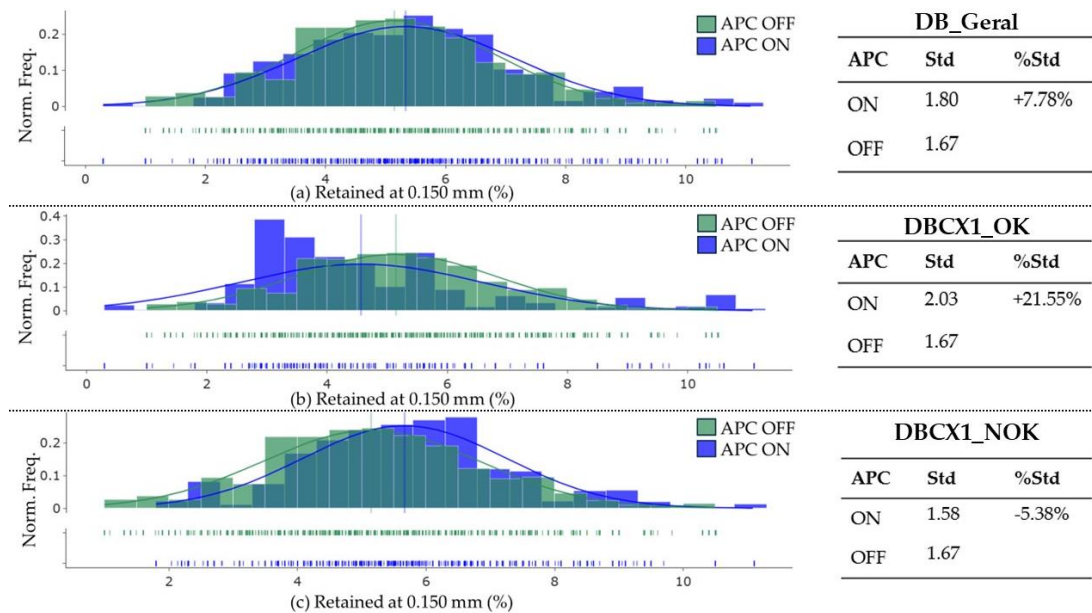 Norm. Freq.
0.2
0.1
0
APC OFF
APC ON
0 2 4 6 8 10
(a) Retained at 0.150 mm (%)
DB_Geral
APC Std %Std
ON 1.80 +7.78%
OFF 1.67
Norm. Freq.
0.4
0.3
0.2
0.1
0
APC OFF
APC ON
0 2 4 6 8 10
(b) Retained at 0.150 mm (%)
DBCX1_OK
APC Std %Std
ON 2.03 +21.55%
OFF 1.67
Norm. Freq.
0.2
0.1
0
APC OFF
APC ON
2 4 6 8 10
(c) Retained at 0.150 mm (%)
DBCX1_NOK
APC Std %Std
ON 1.58 -5.38%
OFF 1.67